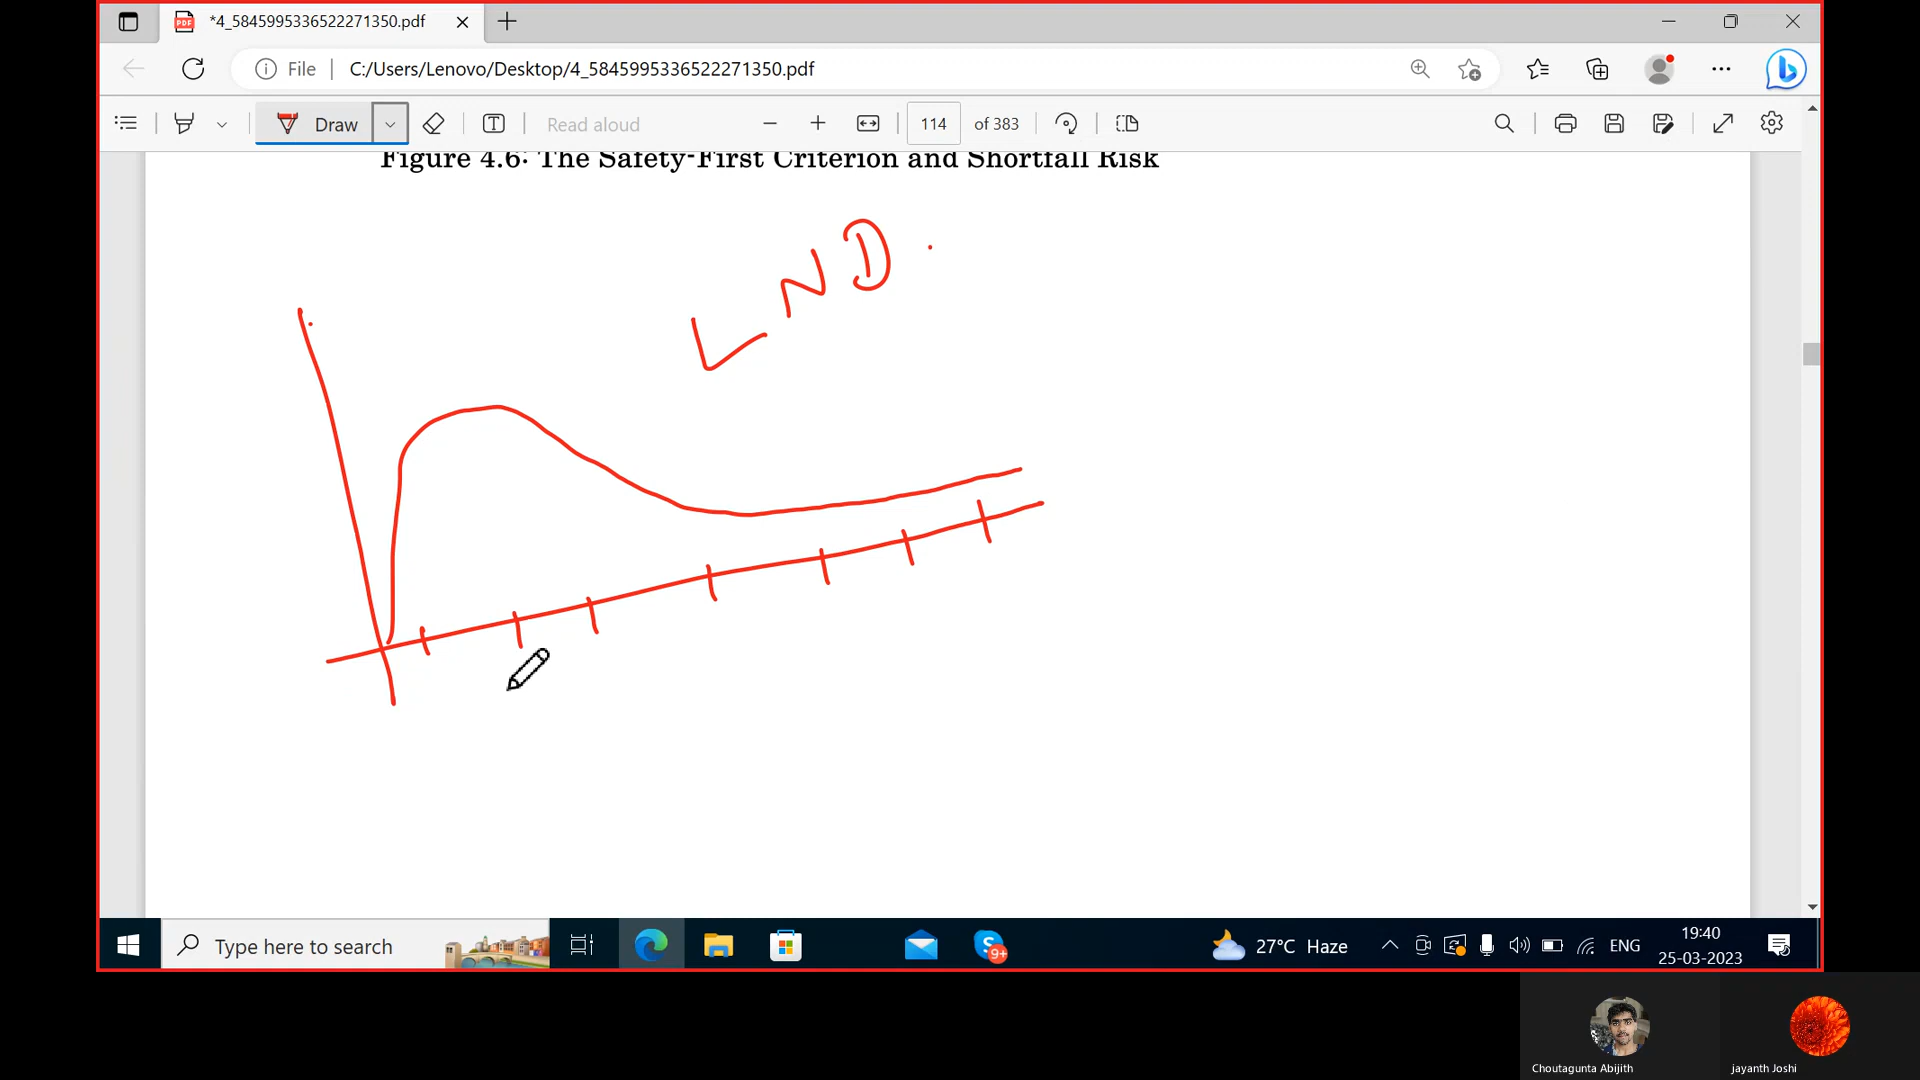 *4_5845995336522271350.pdf
File C:/Users/Lenovo/Desktop/4_5845995336522271350.pdf
Draw Read aloud 114 of 383
Figure 4.6: The Safety-First Criterion and Shortfall Risk
LND.
Type here to search 9+ 27°C Haze ENG 19:40
25-03-2023
Choutagunta Abijith jayanth Joshi